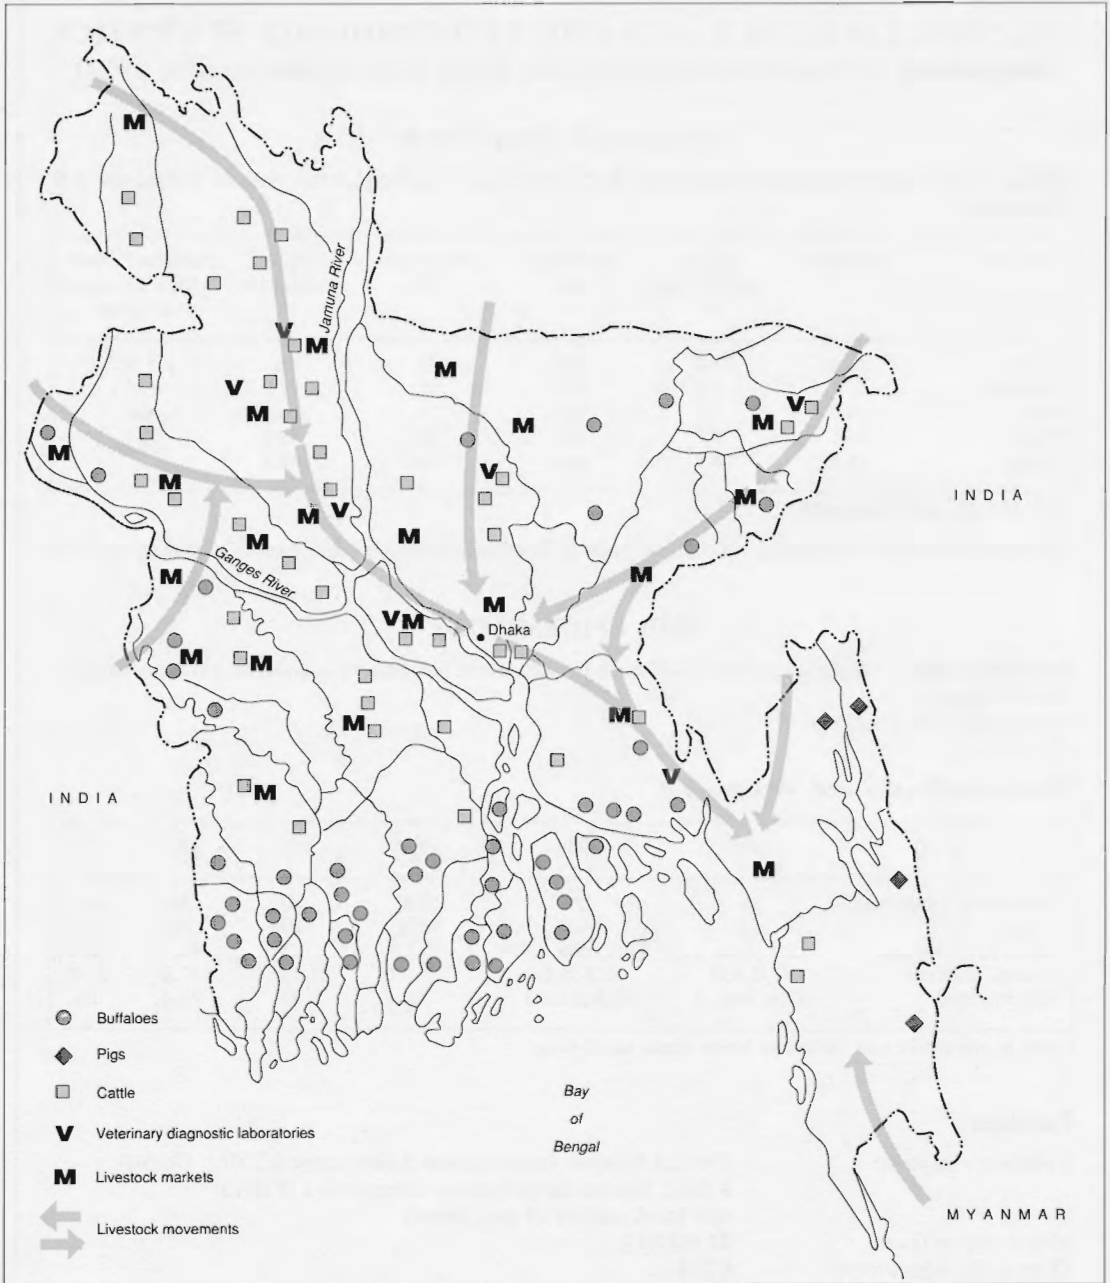 M
Jamuna River
V
M
M
V
M
M
M
V
M
M
M
V
INDIA
M
M
V
M
M
M
Ganges River
M
M
M
V M
Dhaka
M
M
M
M
V
INDIA
M
M
Buffaloes
Pigs
Cattle
Bay
of
Bengal
V Veterinary diagnostic laboratories
M Livestock markets
Livestock movements
MYANMAR